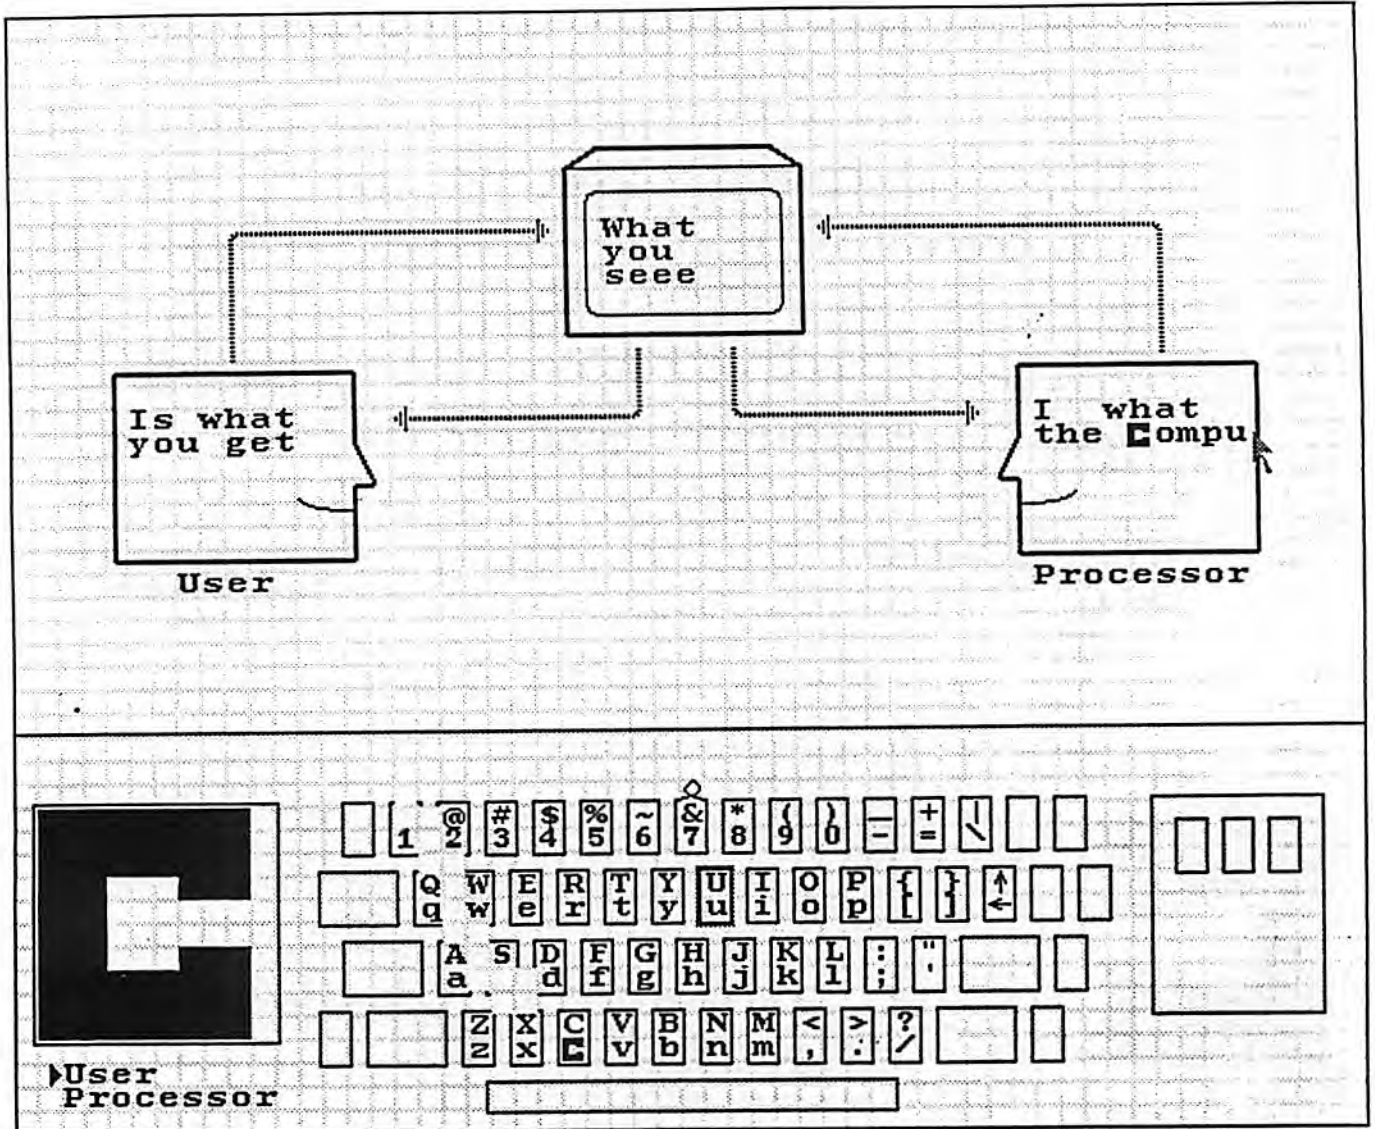 What
you
seee
Is what
you get
I  what
the Compu
User
Processor
1 @ 2 # 3 $ 4 % 5 ~ 6 & 7 * 8 ( 9 ) 0 — - + = | \
Q q W w E e R r T t Y y U u I i O o P p { [ } ] ↑ ←
A a S D d F f G g H h J j K k L l : ; " '
Z z X x C C V v B b N n M m < , > . ? /
▶User
Processor